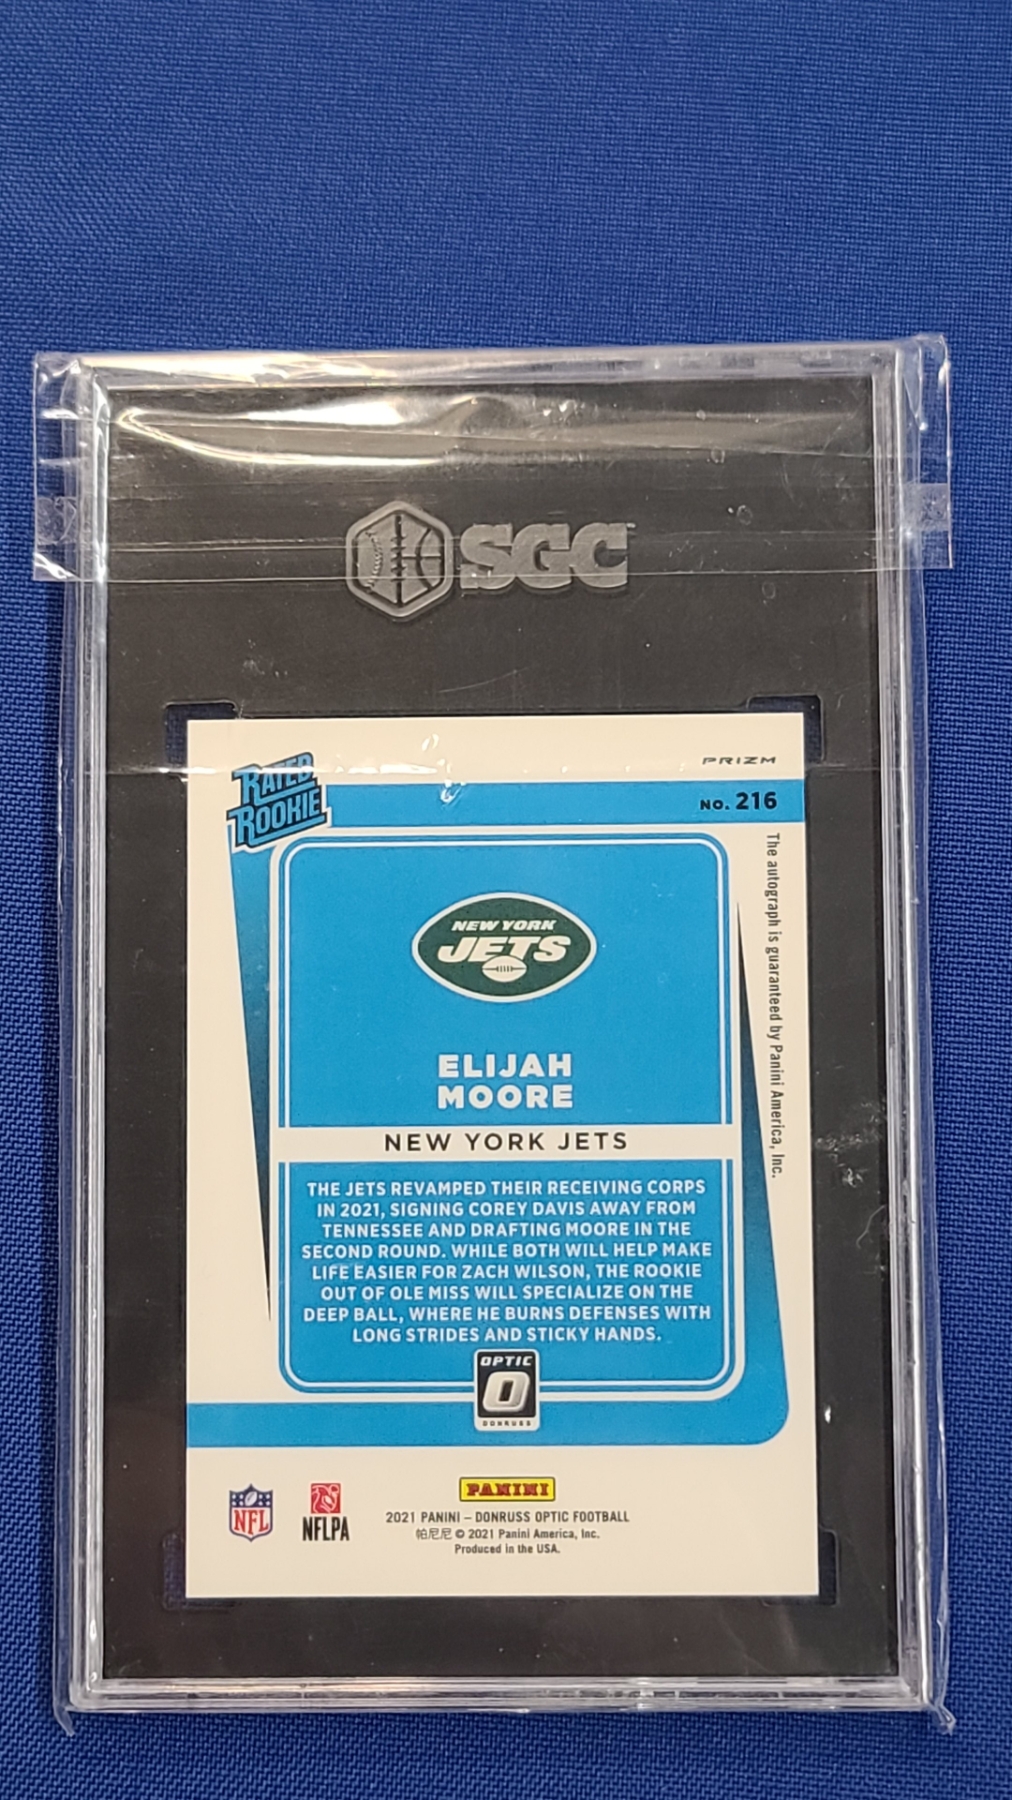 SGC
RATED
ROOKIE
PRIZM
NO. 216
The autograph is guaranteed by Panini America, Inc.
NEW YORK
JETS
ELIJAH
MOORE
NEW YORK JETS
THE JETS REVAMPED THEIR RECEIVING CORPS
IN 2021, SIGNING COREY DAVIS AWAY FROM
TENNESSEE AND DRAFTING MOORE IN THE
SECOND ROUND. WHILE BOTH WILL HELP MAKE
LIFE EASIER FOR ZACH WILSON, THE ROOKIE
OUT OF OLE MISS WILL SPECIALIZE ON THE
DEEP BALL, WHERE HE BURNS DEFENSES WITH
LONG STRIDES AND STICKY HANDS.
OPTIC
O
DONRUSS
NFL
NFLPA
PANINI
2021 PANINI – DONRUSS OPTIC FOOTBALL
帕尼尼 © 2021 Panini America, Inc.
Produced in the USA.